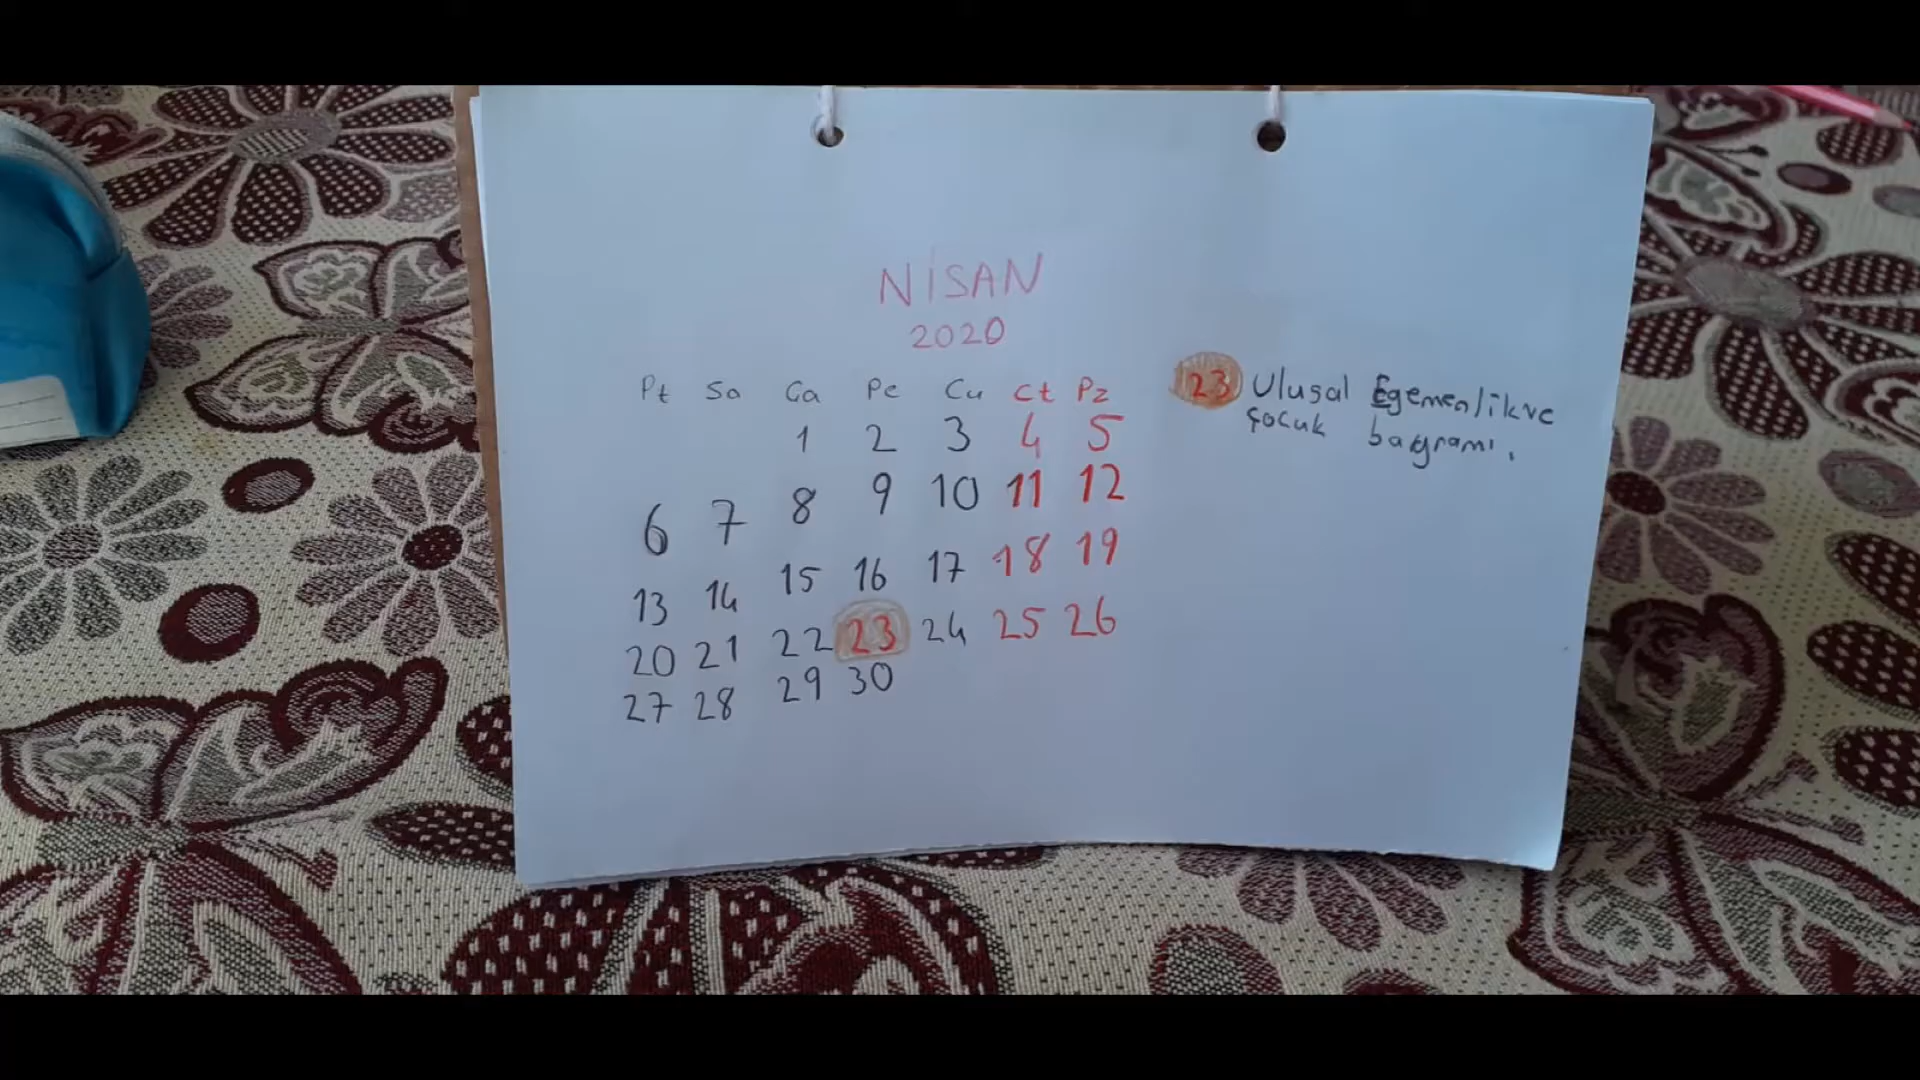 NİSAN
2020
Pt Sa Ça Pe Cu Ct Pz
1 2 3 4 5
6 7 8 9 10 11 12
13 14 15 16 17 18 19
20 21 22 23 24 25 26
27 28 29 30
23 Ulusal Egemenlik ve
Çocuk bayramı.